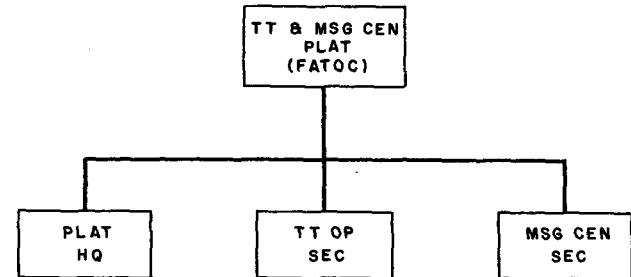 TT & MSG CEN
PLAT
(FATOC)
PLAT
HQ
TT OP
SEC
MSG CEN
SEC